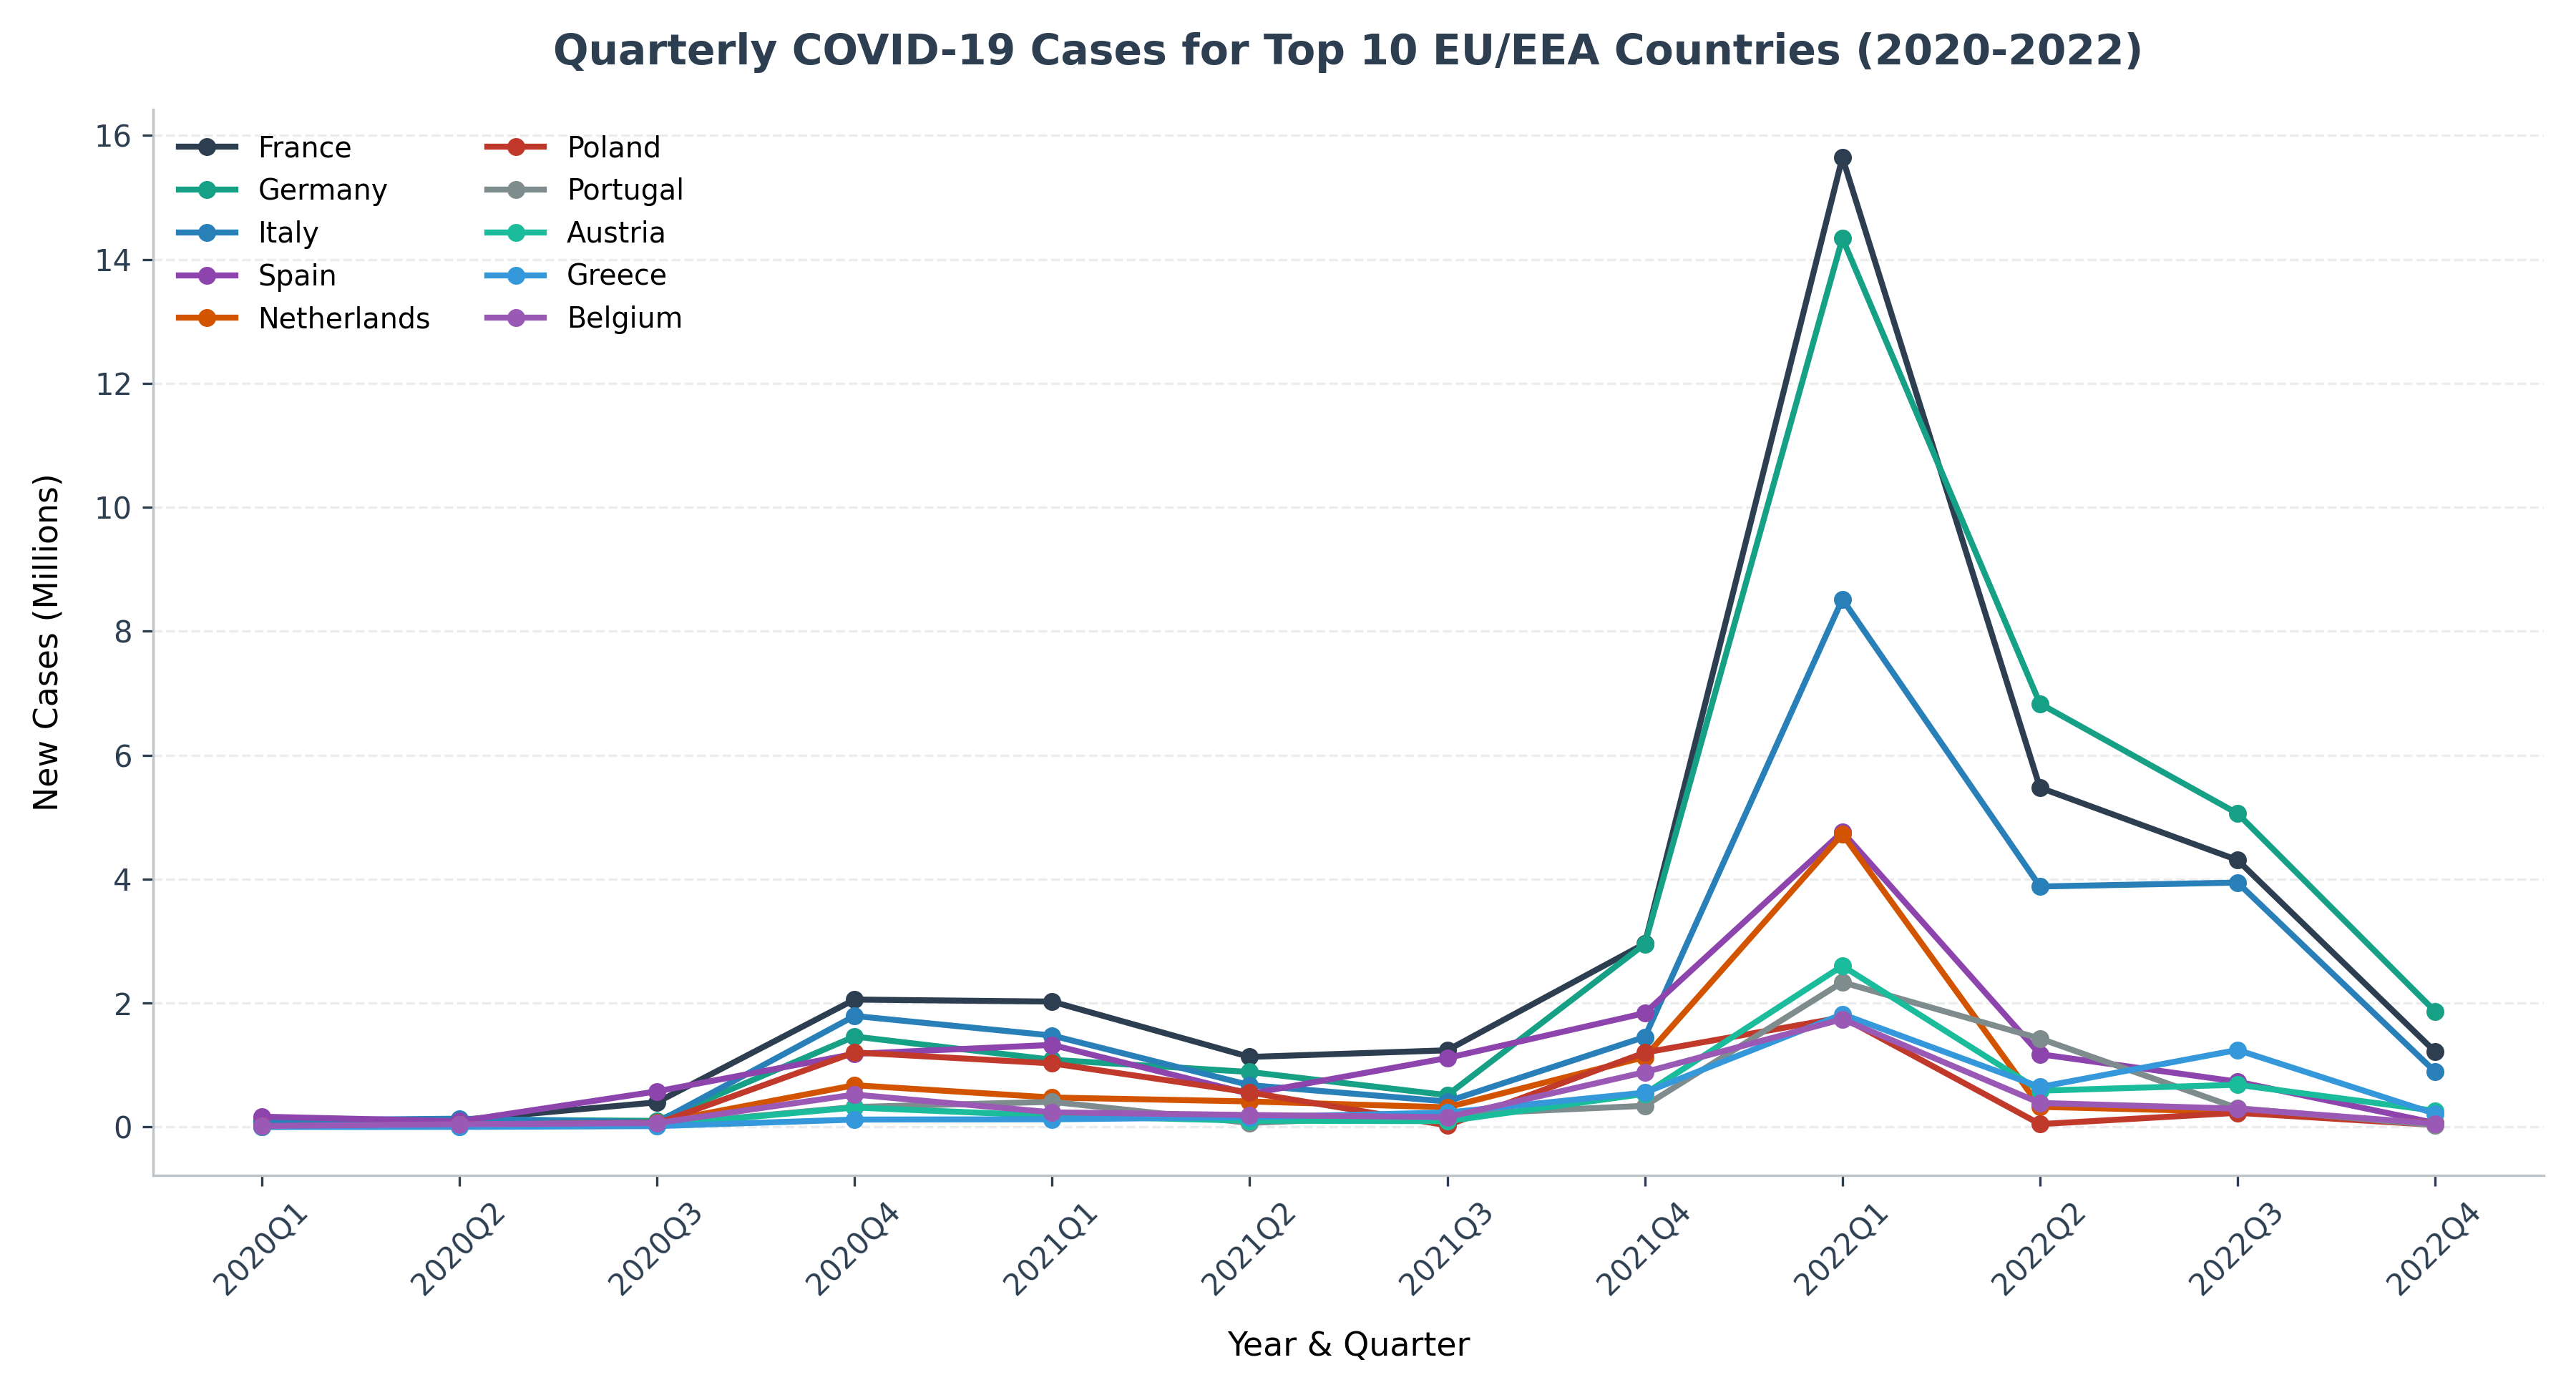 Quarterly COVID-19 Cases for Top 10 EU/EEA Countries (2020-2022)
New Cases (Millions)
16
14
12
10
8
6
4
2
0
France
Germany
Italy
Spain
Netherlands
Poland
Portugal
Austria
Greece
Belgium
2020Q1
2020Q2
2020Q3
2020Q4
2021Q1
2021Q2
2021Q3
2021Q4
2022Q1
2022Q2
2022Q3
2022Q4
Year & Quarter